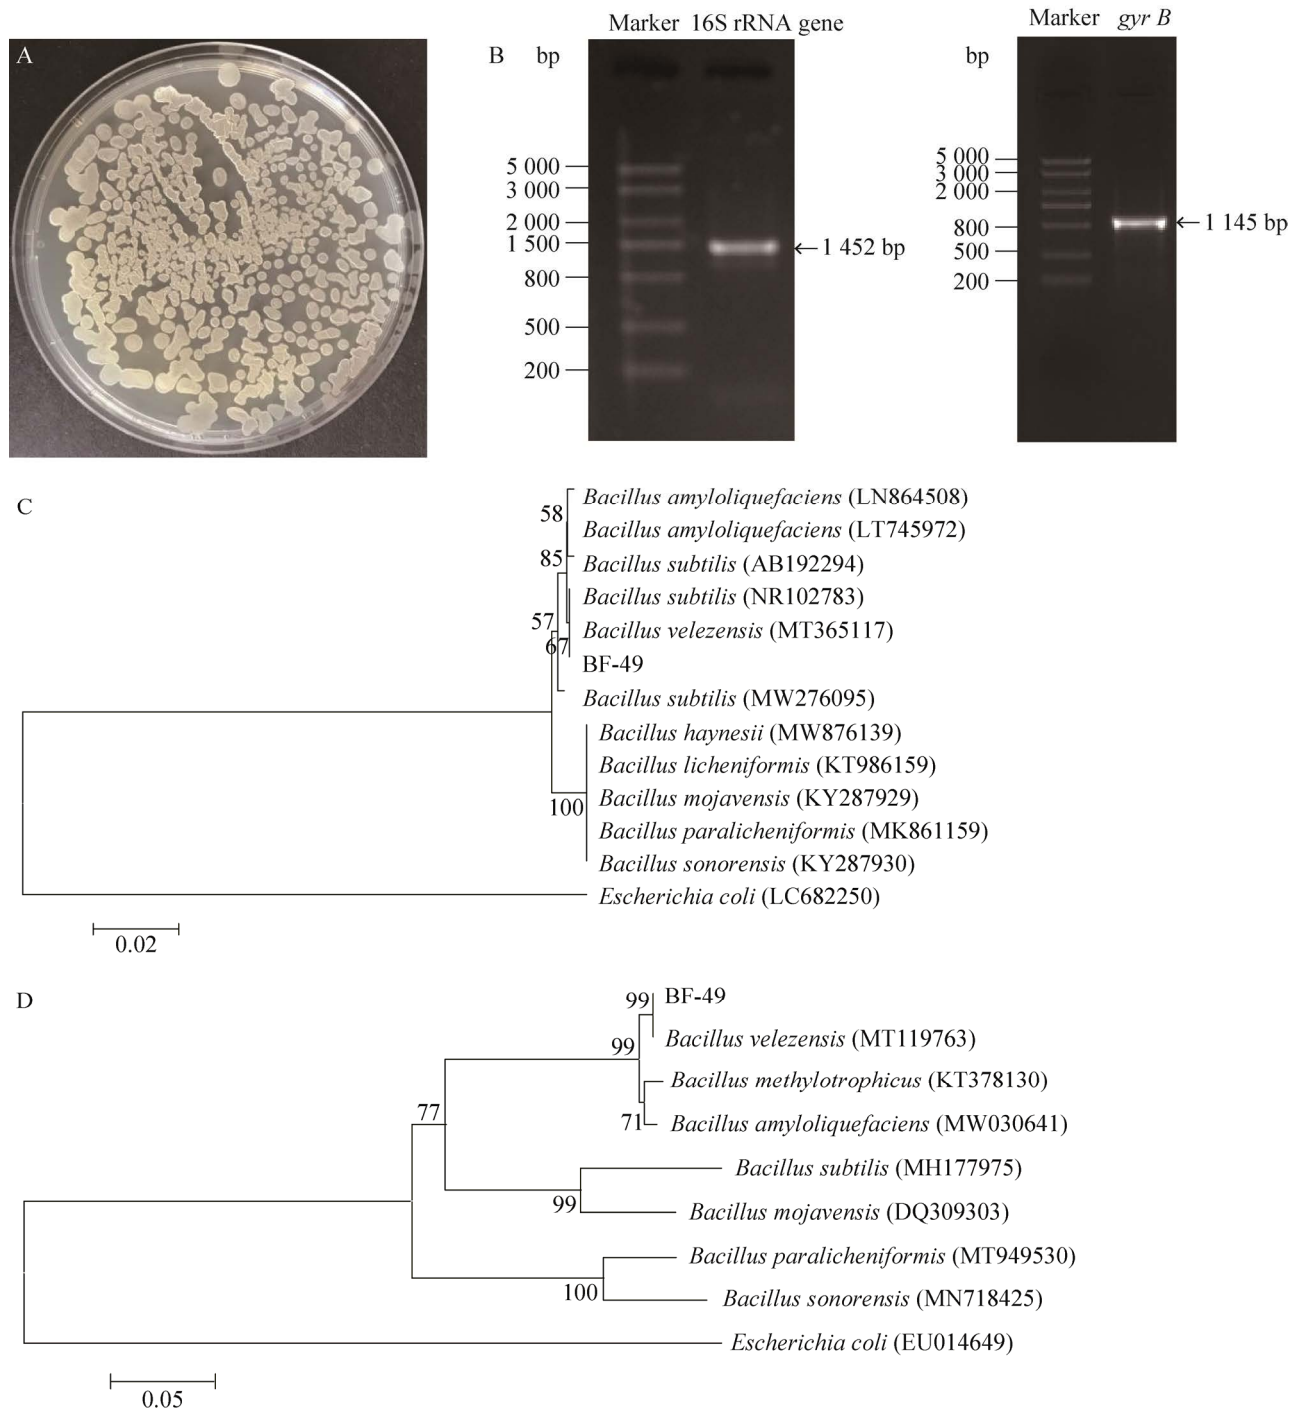 A
B
bp
Marker 16S rRNA gene
5 000
3 000
2 000
1 500
800
500
200
1 452 bp
bp
Marker gyr B
5 000
3 000
2 000
800
500
200
1 145 bp
C
Bacillus amyloliquefaciens (LN864508)
58
Bacillus amyloliquefaciens (LT745972)
85
Bacillus subtilis (AB192294)
Bacillus subtilis (NR102783)
57
Bacillus velezensis (MT365117)
67
BF-49
Bacillus subtilis (MW276095)
Bacillus haynesii (MW876139)
Bacillus licheniformis (KT986159)
Bacillus mojavensis (KY287929)
100
Bacillus paralicheniformis (MK861159)
Bacillus sonorensis (KY287930)
Escherichia coli (LC682250)
0.02
D
99
BF-49
Bacillus velezensis (MT119763)
99
Bacillus methylotrophicus (KT378130)
77
71
Bacillus amyloliquefaciens (MW030641)
Bacillus subtilis (MH177975)
99
Bacillus mojavensis (DQ309303)
Bacillus paralicheniformis (MT949530)
100
Bacillus sonorensis (MN718425)
Escherichia coli (EU014649)
0.05